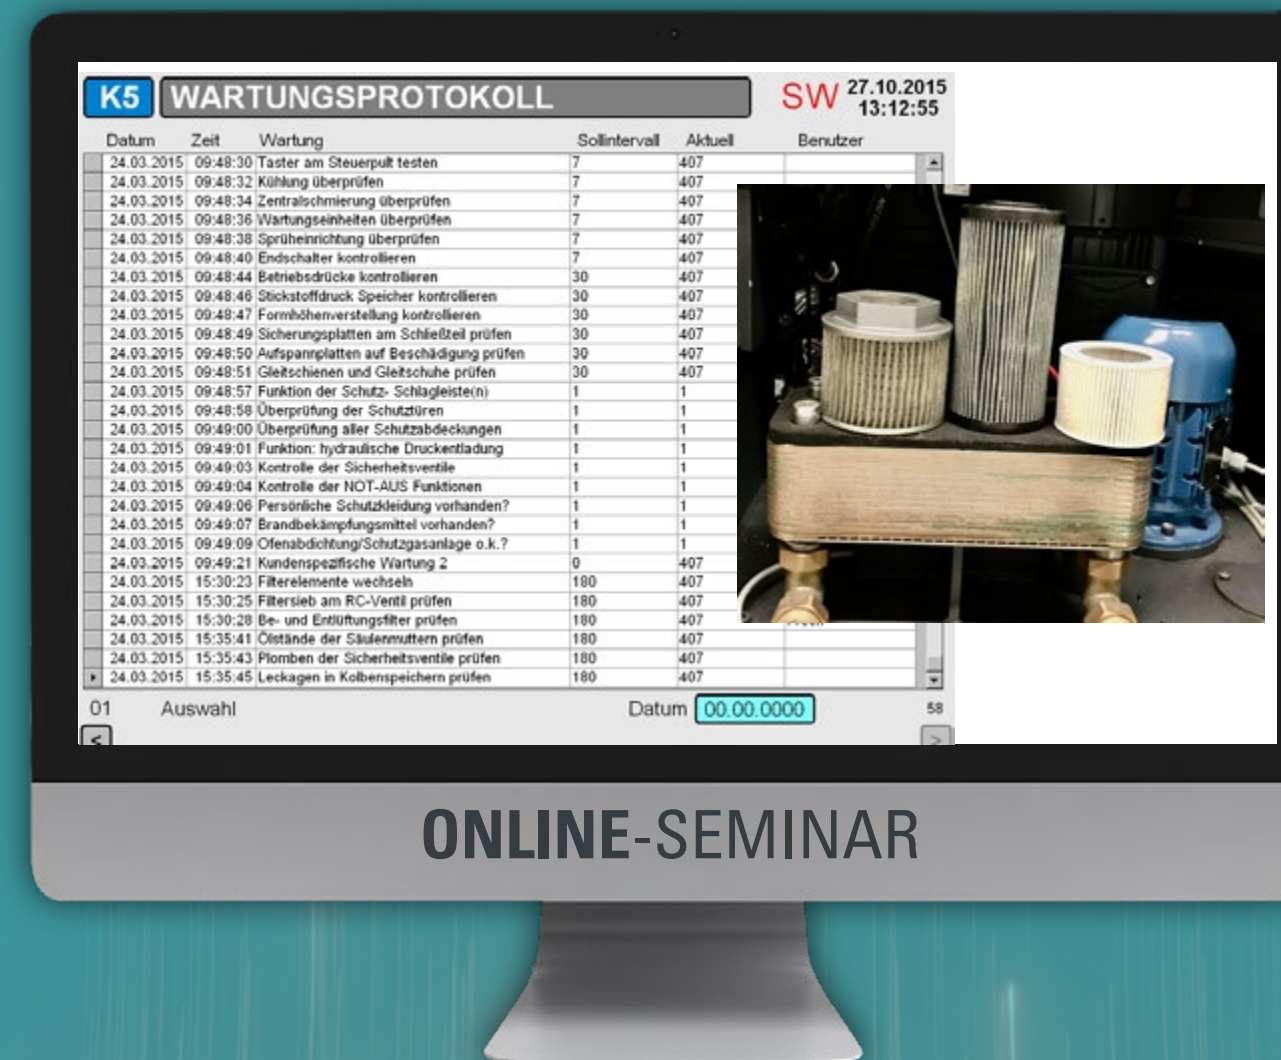 K5 WARTUNGSPROTOKOLL SW 27.10.2015
13:12:55
Datum Zeit Wartung Sollintervall Aktuell Benutzer
24.03.2015 09:48:30 Taster am Steuerpult testen 7 407
24.03.2015 09:48:32 Kühlung überprüfen 7 407
24.03.2015 09:48:34 Zentralschmierung überprüfen 7 407
24.03.2015 09:48:36 Wartungseinheiten überprüfen 7 407
24.03.2015 09:48:38 Sprüheinrichtung überprüfen 7 407
24.03.2015 09:48:40 Endschalter kontrollieren 7 407
24.03.2015 09:48:44 Betriebsdrücke kontrollieren 30 407
24.03.2015 09:48:46 Stickstoffdruck Speicher kontrollieren 30 407
24.03.2015 09:48:47 Formhöhenverstellung kontrollieren 30 407
24.03.2015 09:48:49 Sicherungsplatten am Schließteil prüfen 30 407
24.03.2015 09:48:50 Aufspannplatten auf Beschädigung prüfen 30 407
24.03.2015 09:48:51 Gleitschienen und Gleitschuhe prüfen 30 407
24.03.2015 09:48:57 Funktion der Schutz- Schlagleiste(n) 1 1
24.03.2015 09:48:58 Überprüfung der Schutztüren 1 1
24.03.2015 09:49:00 Überprüfung aller Schutzabdeckungen 1 1
24.03.2015 09:49:01 Funktion: hydraulische Druckentladung 1 1
24.03.2015 09:49:03 Kontrolle der Sicherheitsventile 1 1
24.03.2015 09:49:04 Kontrolle der NOT-AUS Funktionen 1 1
24.03.2015 09:49:06 Persönliche Schutzkleidung vorhanden? 1 1
24.03.2015 09:49:07 Brandbekämpfungsmittel vorhanden? 1 1
24.03.2015 09:49:09 Ofenabdichtung/Schutzgasanlage o.k.? 1 1
24.03.2015 09:49:21 Kundenspezifische Wartung 2 0 407
24.03.2015 15:30:23 Filterelemente wechseln 180 407
24.03.2015 15:30:25 Filtersieb am RC-Ventil prüfen 180 407
24.03.2015 15:30:28 Be- und Entlüftungsfilter prüfen 180 407
24.03.2015 15:35:41 Ölstände der Säulenmuttern prüfen 180 407
24.03.2015 15:35:43 Plomben der Sicherheitsventile prüfen 180 407
24.03.2015 15:35:45 Leckagen in Kolbenspeichern prüfen 180 407
01 Auswahl Datum 00.00.0000 58
< >
ONLINE-SEMINAR